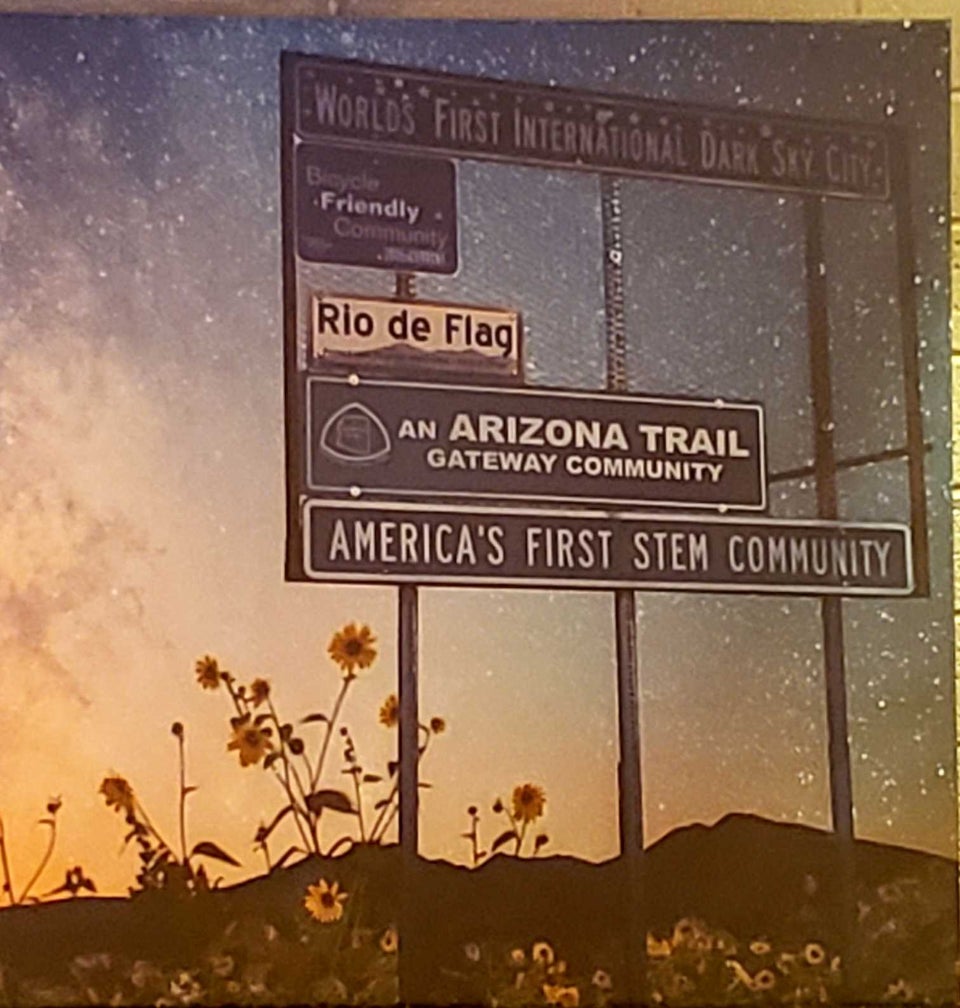 WORLDS FIRST INTERNATIONAL DARK SKY CITY
Bicycle
Friendly
Community
Rio de Flag
AN ARIZONA TRAIL
GATEWAY COMMUNITY
AMERICA'S FIRST STEM COMMUNITY